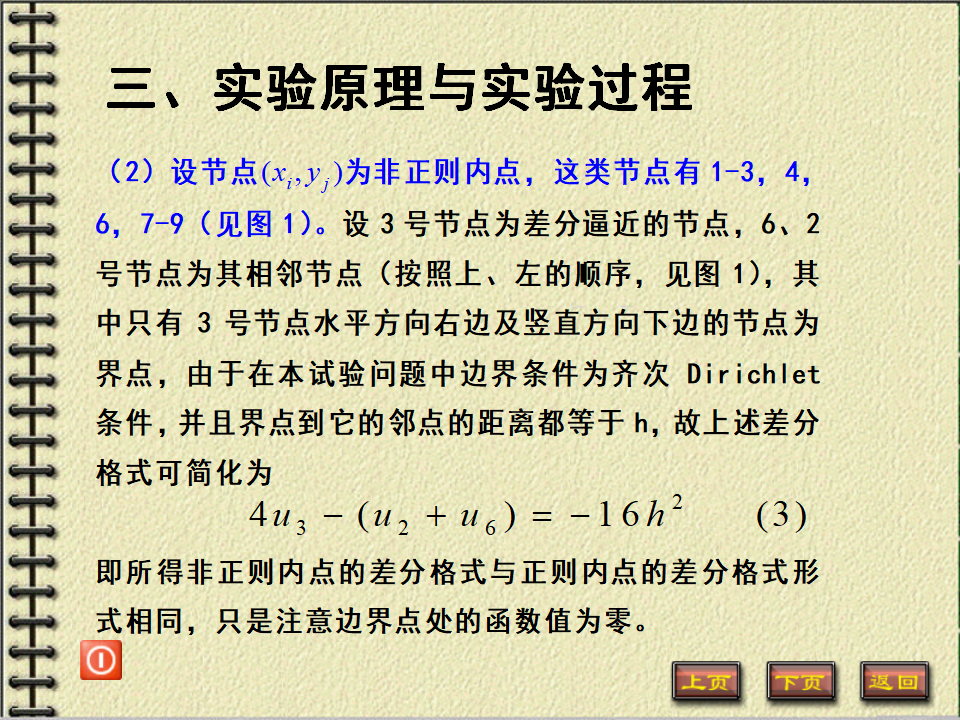 三、实验原理与实验过程
（2）设节点(x_i, y_j)为非正则内点，这类节点有 1-3，4，
6，7-9（见图 1）。设 3 号节点为差分逼近的节点，6、2
号节点为其相邻节点（按照上、左的顺序，见图 1），其
中只有 3 号节点水平方向右边及竖直方向下边的节点为
界点，由于在本试验问题中边界条件为齐次 Dirichlet
条件，并且界点到它的邻点的距离都等于 h，故上述差分
格式可简化为
4u_3 − (u_2 + u_6) = −16h^2 (3)
即所得非正则内点的差分格式与正则内点的差分格式形
式相同，只是注意边界点处的函数值为零。
上页 下页 返回